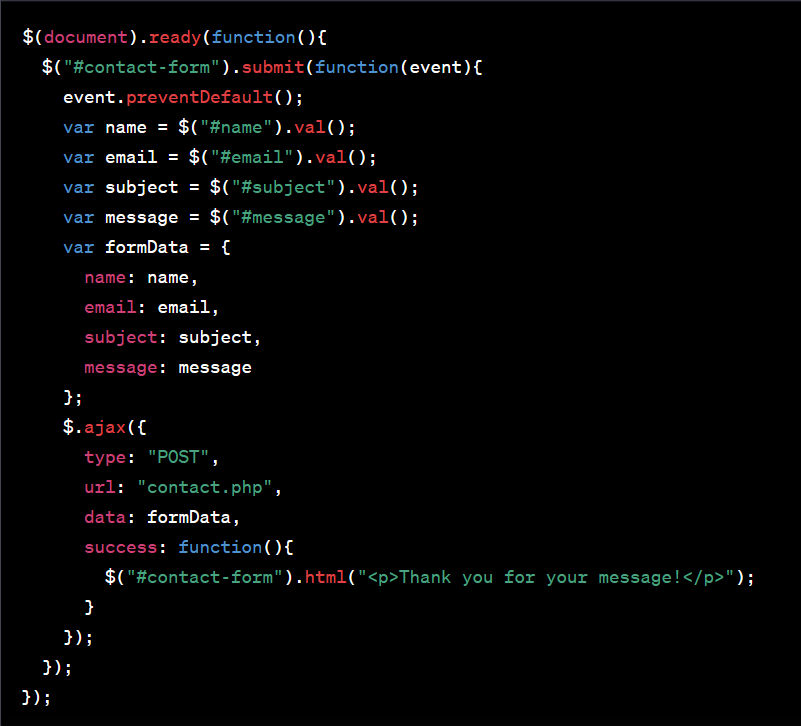 $(document).ready(function(){
  $("#contact-form").submit(function(event){
    event.preventDefault();
    var name = $("#name").val();
    var email = $("#email").val();
    var subject = $("#subject").val();
    var message = $("#message").val();
    var formData = {
      name: name,
      email: email,
      subject: subject,
      message: message
    };
    $.ajax({
      type: "POST",
      url: "contact.php",
      data: formData,
      success: function(){
        $("#contact-form").html("<p>Thank you for your message!</p>");
      }
    });
  });
});